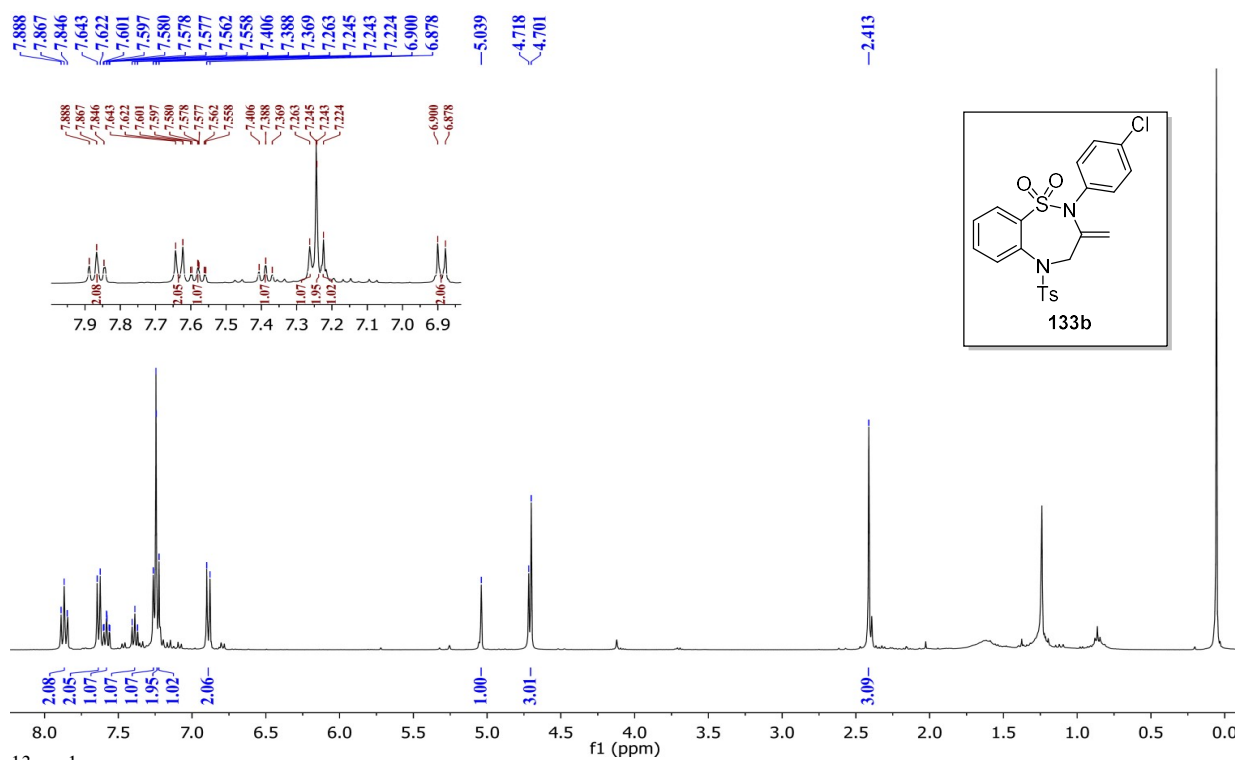 7.888 7.867 7.846 7.643 7.622 7.601 7.597 7.580 7.578 7.577 7.562 7.558 7.406 7.388 7.369 7.263 7.245 7.243 7.224 6.900 6.878 5.039 4.718 4.701 2.413
7.888 7.867 7.846 7.643 7.622 7.601 7.597 7.580 7.578 7.577 7.562 7.558 7.406 7.388 7.369 7.263 7.245 7.243 7.224 6.900 6.878
2.08 2.05 1.07 1.07 1.07 1.95 1.02 2.06
7.9 7.8 7.7 7.6 7.5 7.4 7.3 7.2 7.1 7.0 6.9
Cl
O O
S N
N
Ts
133b
2.08 2.05 1.07 1.07 1.07 1.95 1.02 2.06 1.00 3.01 3.09
8.0 7.5 7.0 6.5 6.0 5.5 5.0 4.5 4.0 3.5 3.0 2.5 2.0 1.5 1.0 0.5 0.0
f1 (ppm)